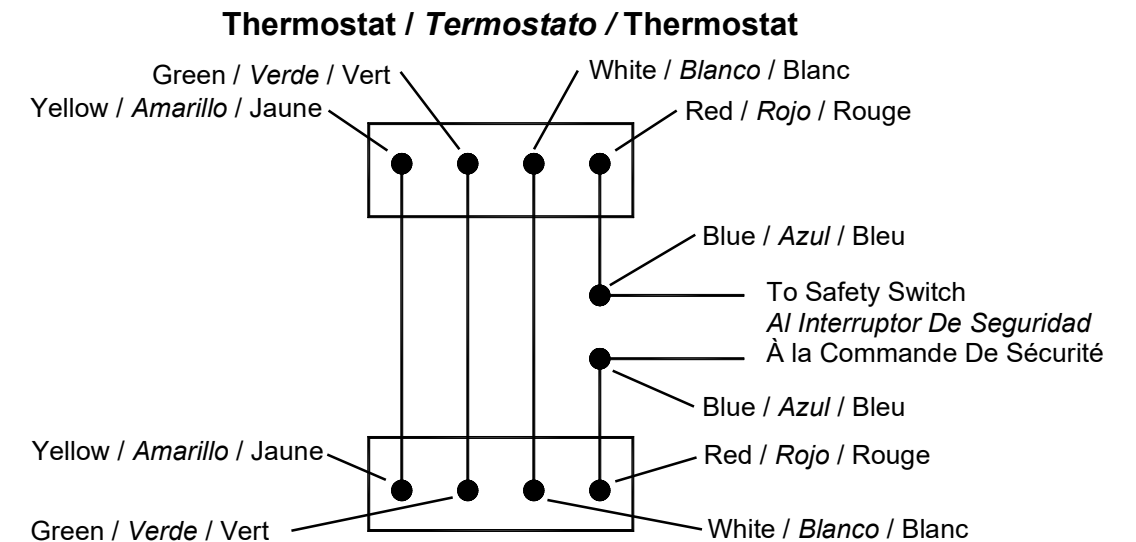 Thermostat / Termostato / Thermostat
Green / Verde / Vert
White / Blanco / Blanc
Yellow / Amarillo / Jaune
Red / Rojo / Rouge
Blue / Azul / Bleu
To Safety Switch
Al Interruptor De Seguridad
À la Commande De Sécurité
Blue / Azul / Bleu
Yellow / Amarillo / Jaune
Red / Rojo / Rouge
Green / Verde / Vert
White / Blanco / Blanc